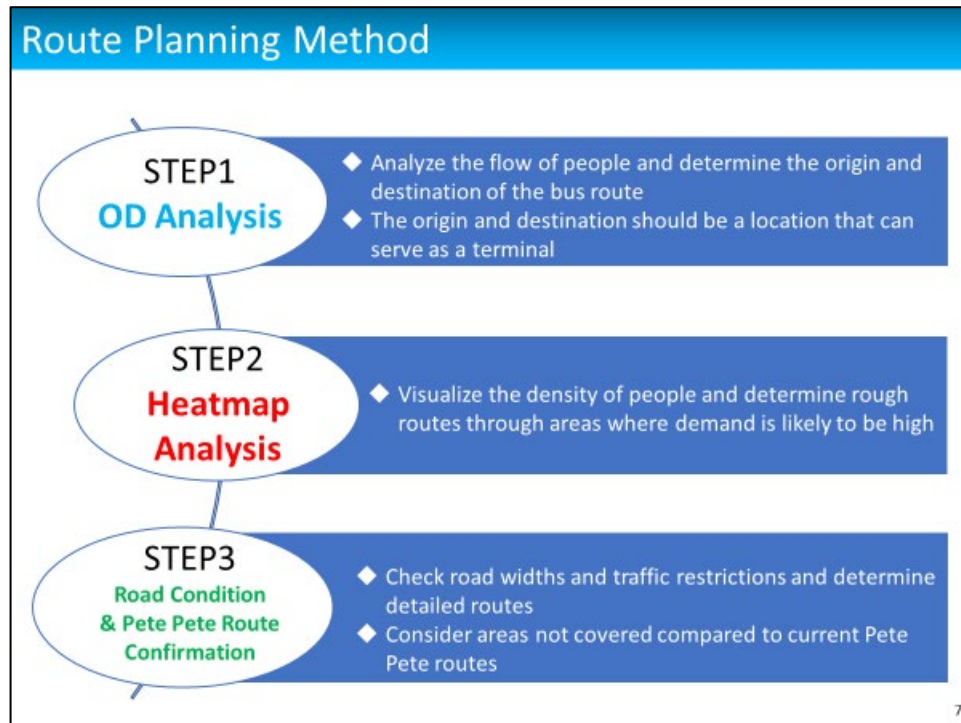 Route Planning Method
STEP1
OD Analysis
◆ Analyze the flow of people and determine the origin and
destination of the bus route
◆ The origin and destination should be a location that can
serve as a terminal
STEP2
Heatmap
Analysis
◆ Visualize the density of people and determine rough
routes through areas where demand is likely to be high
STEP3
Road Condition
& Pete Pete Route
Confirmation
◆ Check road widths and traffic restrictions and determine
detailed routes
◆ Consider areas not covered compared to current Pete
Pete routes
7